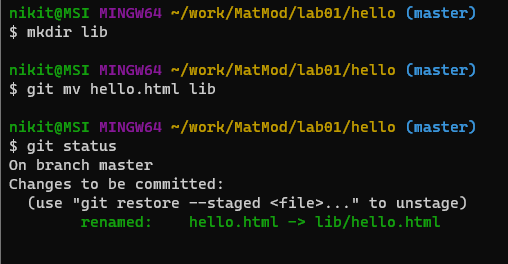 nikit@MSI MINGW64 ~/work/MatMod/lab01/hello (master)
$ mkdir lib
nikit@MSI MINGW64 ~/work/MatMod/lab01/hello (master)
$ git mv hello.html lib
nikit@MSI MINGW64 ~/work/MatMod/lab01/hello (master)
$ git status
On branch master
Changes to be committed:
  (use "git restore --staged <file>..." to unstage)
        renamed:    hello.html -> lib/hello.html